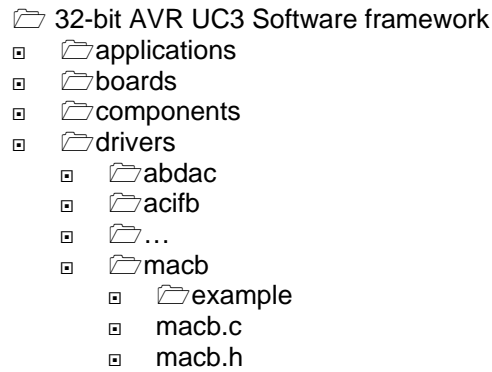 32-bit AVR UC3 Software framework
applications
boards
components
drivers
abdac
acifb
…
macb
example
macb.c
macb.h